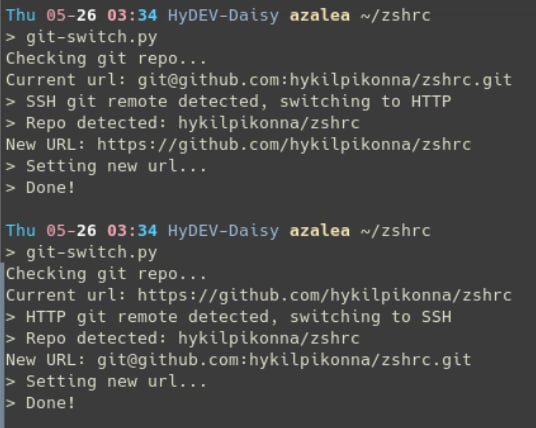 Thu 05-26 03:34 HyDEV-Daisy azalea ~/zshrc
> git-switch.py
Checking git repo...
Current url: git@github.com:hykilpikonna/zshrc.git
> SSH git remote detected, switching to HTTP
> Repo detected: hykilpikonna/zshrc
New URL: https://github.com/hykilpikonna/zshrc
> Setting new url...
> Done!
Thu 05-26 03:34 HyDEV-Daisy azalea ~/zshrc
> git-switch.py
Checking git repo...
Current url: https://github.com/hykilpikonna/zshrc
> HTTP git remote detected, switching to SSH
> Repo detected: hykilpikonna/zshrc
New URL: git@github.com:hykilpikonna/zshrc.git
> Setting new url...
> Done!